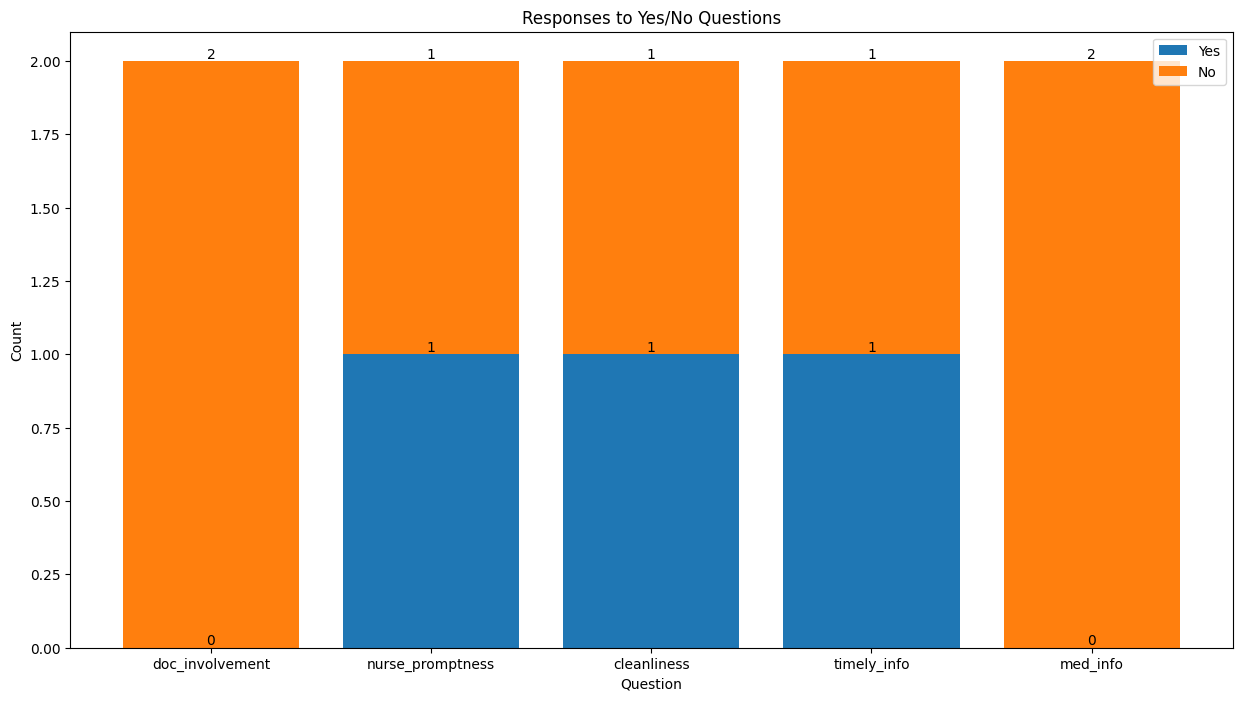 Responses to Yes/No Questions
2 1 1 1 2
Yes
No
2.00
1.75
1.50
1.25
1.00
0.75
0.50
0.25
0.00
1 1 1
0 0
Count
doc_involvement nurse_promptness cleanliness timely_info med_info
Question